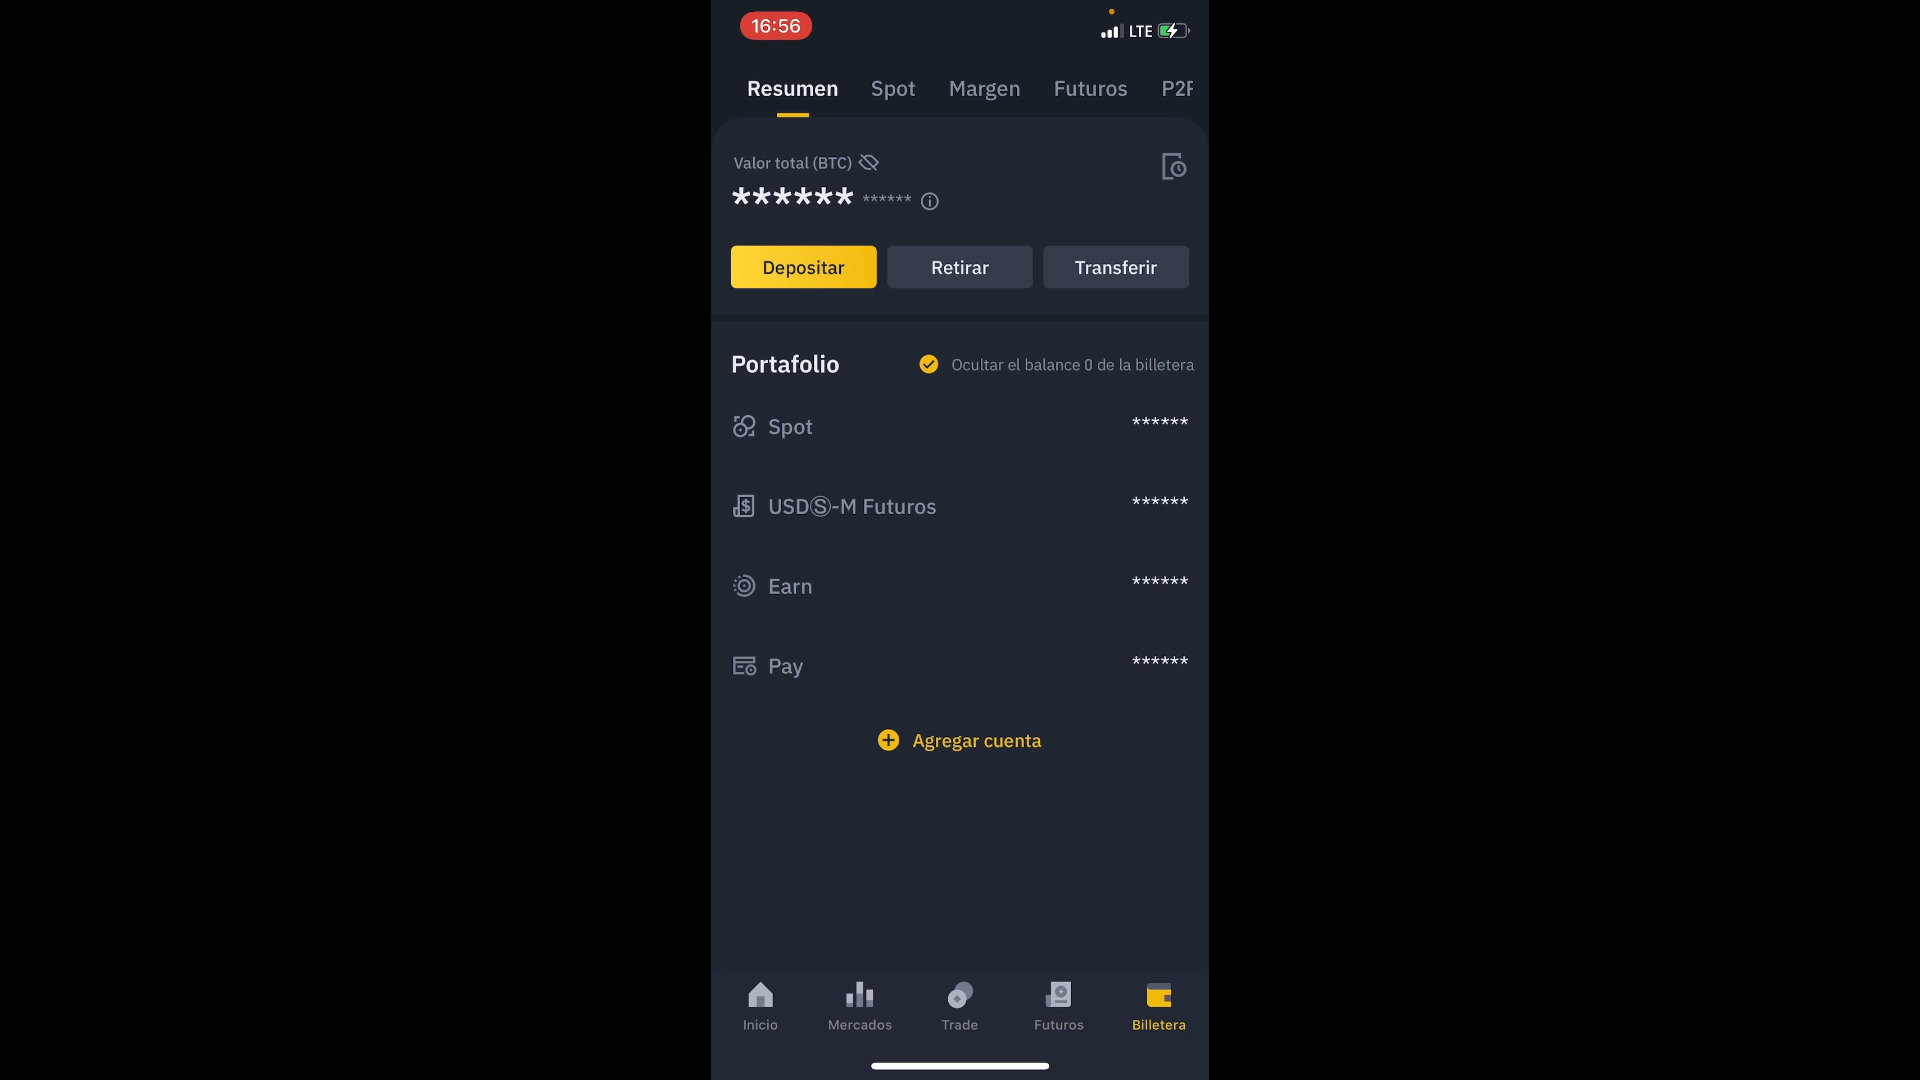 16:56
LTE
Resumen Spot Margen Futuros P2P
Valor total (BTC)
****** ******
Depositar Retirar Transferir
Portafolio Ocultar el balance 0 de la billetera
Spot ******
USDⓈ-M Futuros ******
Earn ******
Pay ******
Agregar cuenta
Inicio Mercados Trade Futuros Billetera